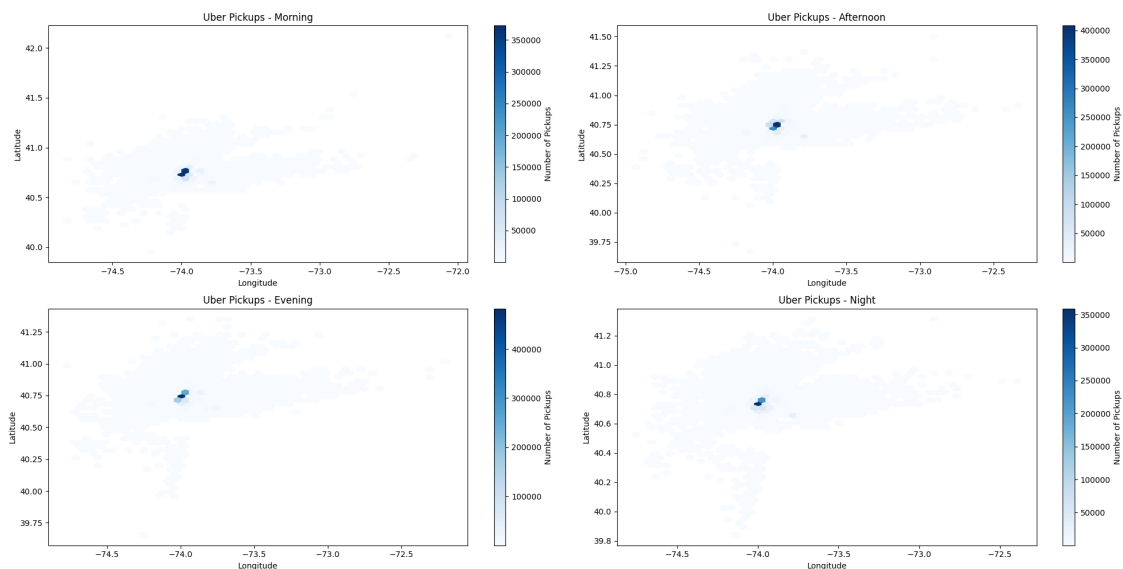 Uber Pickups - Morning
42.0
41.5
41.0
40.5
40.0
Latitude
−74.5 −74.0 −73.5 −73.0 −72.5 −72.0
Longitude
350000
300000
250000
200000
150000
100000
50000
Number of Pickups
Uber Pickups - Afternoon
41.50
41.25
41.00
40.75
40.50
40.25
40.00
39.75
Latitude
−75.0 −74.5 −74.0 −73.5 −73.0 −72.5
Longitude
400000
350000
300000
250000
200000
150000
100000
50000
Number of Pickups
Uber Pickups - Evening
41.25
41.00
40.75
40.50
40.25
40.00
39.75
Latitude
−74.5 −74.0 −73.5 −73.0 −72.5
Longitude
400000
300000
200000
100000
Number of Pickups
Uber Pickups - Night
41.2
41.0
40.8
40.6
40.4
40.2
40.0
39.8
Latitude
−74.5 −74.0 −73.5 −73.0 −72.5
Longitude
350000
300000
250000
200000
150000
100000
50000
Number of Pickups